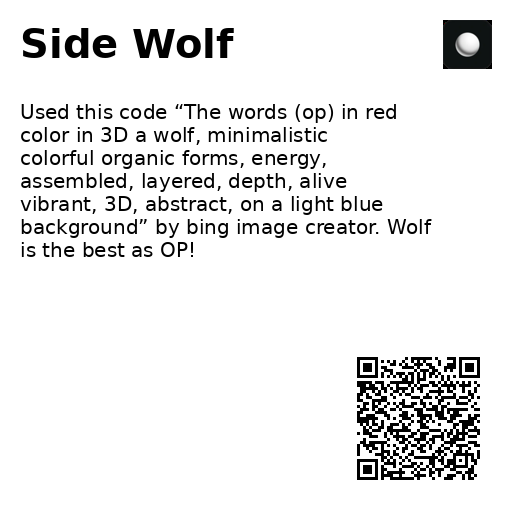 Side Wolf
Used this code “The words (op) in red
color in 3D a wolf, minimalistic
colorful organic forms, energy,
assembled, layered, depth, alive
vibrant, 3D, abstract, on a light blue
background” by bing image creator. Wolf
is the best as OP!